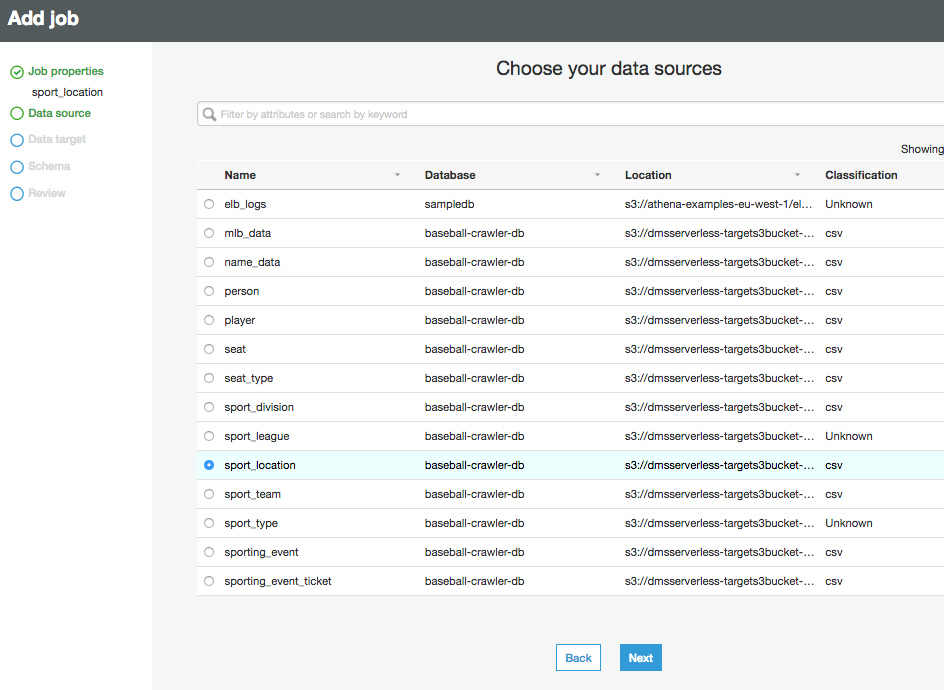 Add job
Job properties
sport_location
Data source
Data target
Schema
Review
Choose your data sources
Filter by attributes or search by keyword
Showing
Name Database Location Classification
elb_logs sampledb s3://athena-examples-eu-west-1/el... Unknown
mlb_data baseball-crawler-db s3://dmsserverless-targets3bucket-... csv
name_data baseball-crawler-db s3://dmsserverless-targets3bucket-... csv
person baseball-crawler-db s3://dmsserverless-targets3bucket-... csv
player baseball-crawler-db s3://dmsserverless-targets3bucket-... csv
seat baseball-crawler-db s3://dmsserverless-targets3bucket-... csv
seat_type baseball-crawler-db s3://dmsserverless-targets3bucket-... csv
sport_division baseball-crawler-db s3://dmsserverless-targets3bucket-... csv
sport_league baseball-crawler-db s3://dmsserverless-targets3bucket-... Unknown
sport_location baseball-crawler-db s3://dmsserverless-targets3bucket-... csv
sport_team baseball-crawler-db s3://dmsserverless-targets3bucket-... csv
sport_type baseball-crawler-db s3://dmsserverless-targets3bucket-... Unknown
sporting_event baseball-crawler-db s3://dmsserverless-targets3bucket-... csv
sporting_event_ticket baseball-crawler-db s3://dmsserverless-targets3bucket-... csv
Back Next